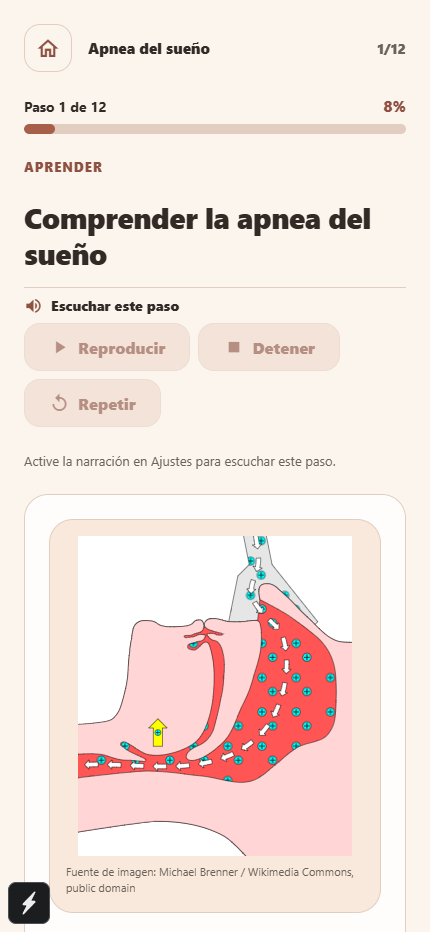 Apnea del sueño
1/12
Paso 1 de 12
8%
APRENDER
Comprender la apnea del
sueño
Escuchar este paso
Reproducir
Detener
Repetir
Active la narración en Ajustes para escuchar este paso.
Fuente de imagen: Michael Brenner / Wikimedia Commons,
public domain